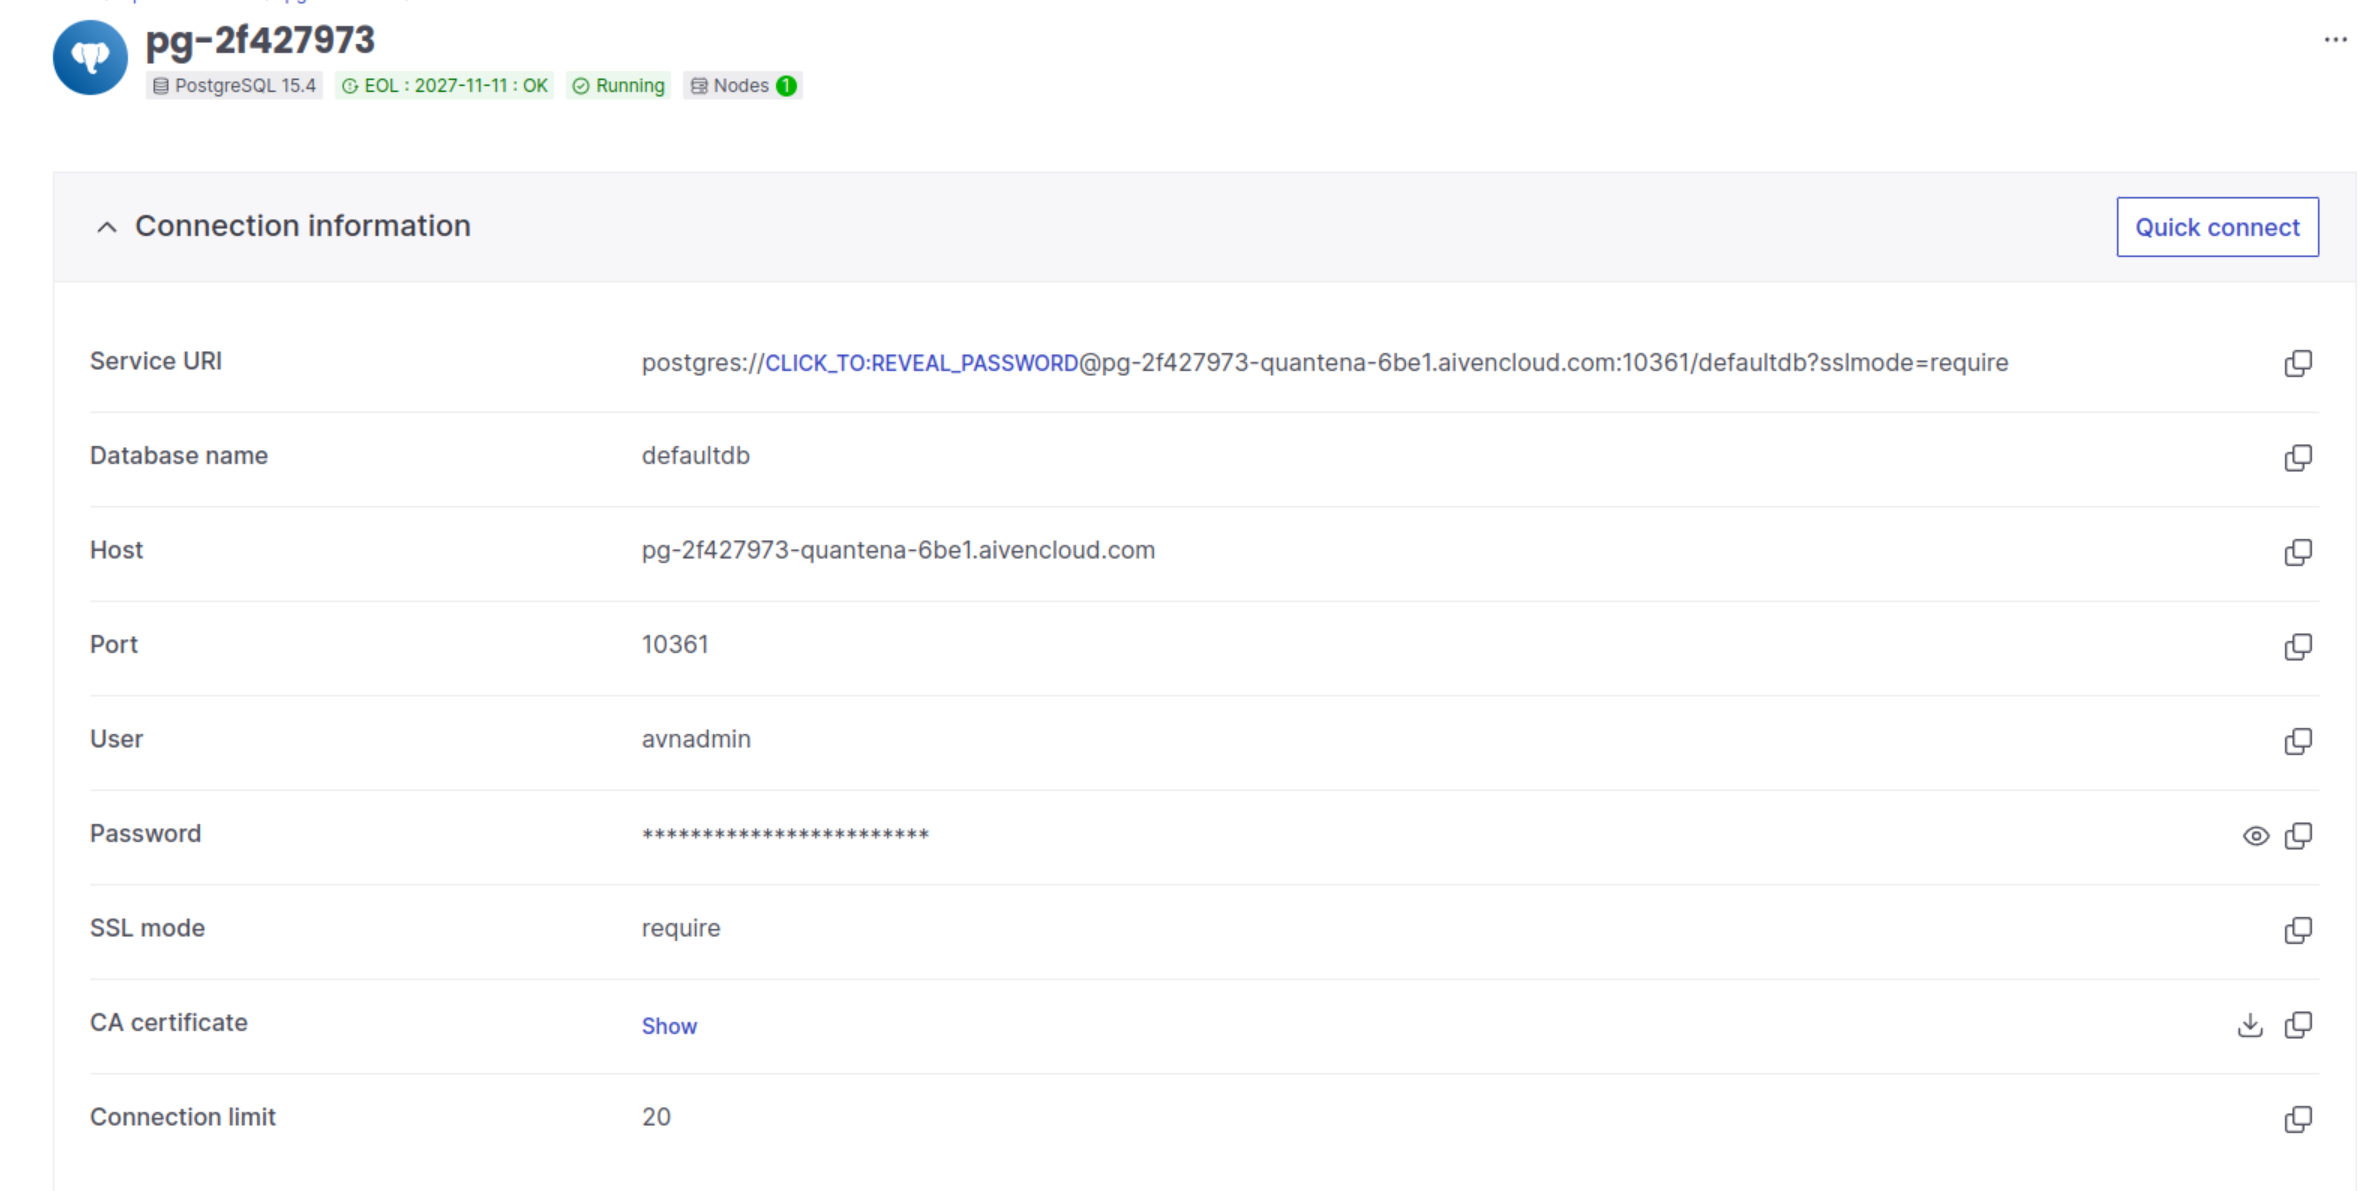 pg-2f427973
PostgreSQL 15.4 EOL : 2027-11-11 : OK Running Nodes 1
Connection information Quick connect
Service URI postgres://CLICK_TO:REVEAL_PASSWORD@pg-2f427973-quantena-6be1.aivencloud.com:10361/defaultdb?sslmode=require
Database name defaultdb
Host pg-2f427973-quantena-6be1.aivencloud.com
Port 10361
User avnadmin
Password ************************
SSL mode require
CA certificate Show
Connection limit 20